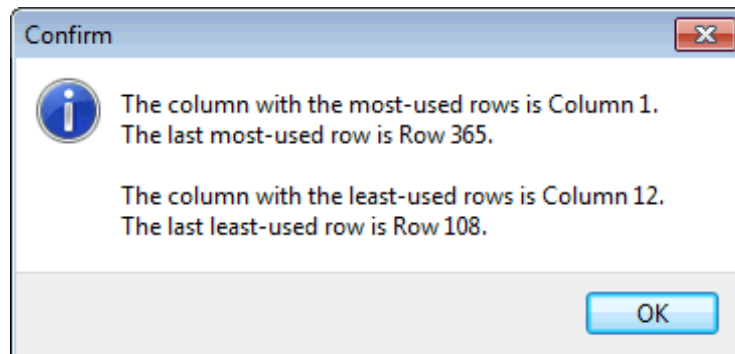 Confirm
The column with the most-used rows is Column 1.
The last most-used row is Row 365.
The column with the least-used rows is Column 12.
The last least-used row is Row 108.
OK